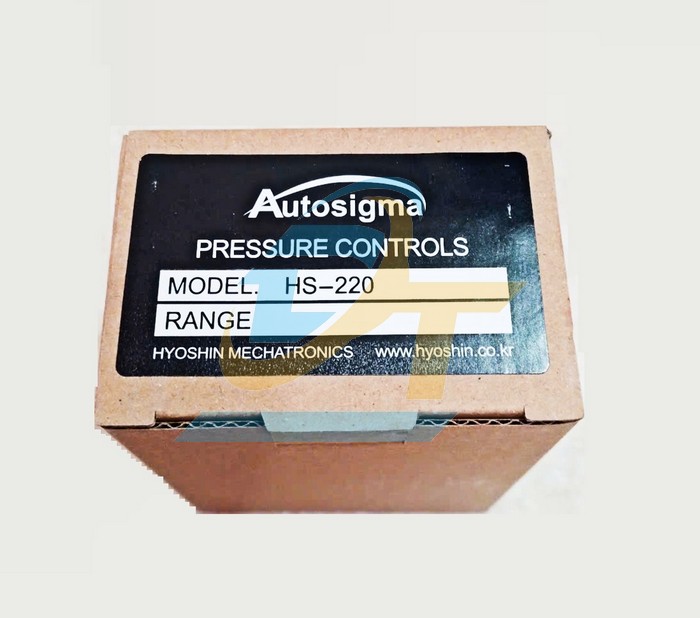 Autosigma
PRESSURE CONTROLS
MODEL. HS-220
RANGE
HYOSHIN MECHATRONICS www.hyoshin.co.kr